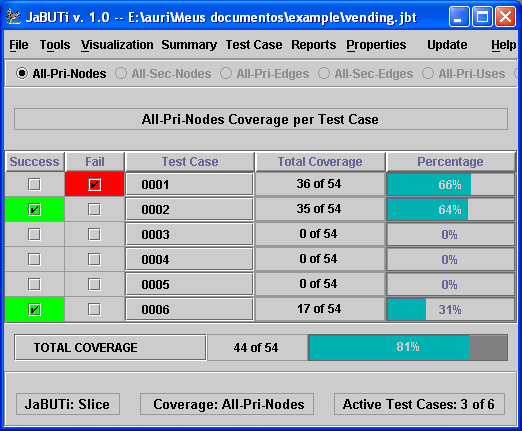 JaBUTi v. 1.0 -- E:\auri\Meus documentos\example\vending.jbt
File Tools Visualization Summary Test Case Reports Properties Update Help
All-Pri-Nodes All-Sec-Nodes All-Pri-Edges All-Sec-Edges All-Pri-Uses
All-Pri-Nodes Coverage per Test Case
Success Fail Test Case Total Coverage Percentage
0001 36 of 54 66%
0002 35 of 54 64%
0003 0 of 54 0%
0004 0 of 54 0%
0005 0 of 54 0%
0006 17 of 54 31%
TOTAL COVERAGE 44 of 54 81%
JaBUTi: Slice Coverage: All-Pri-Nodes Active Test Cases: 3 of 6